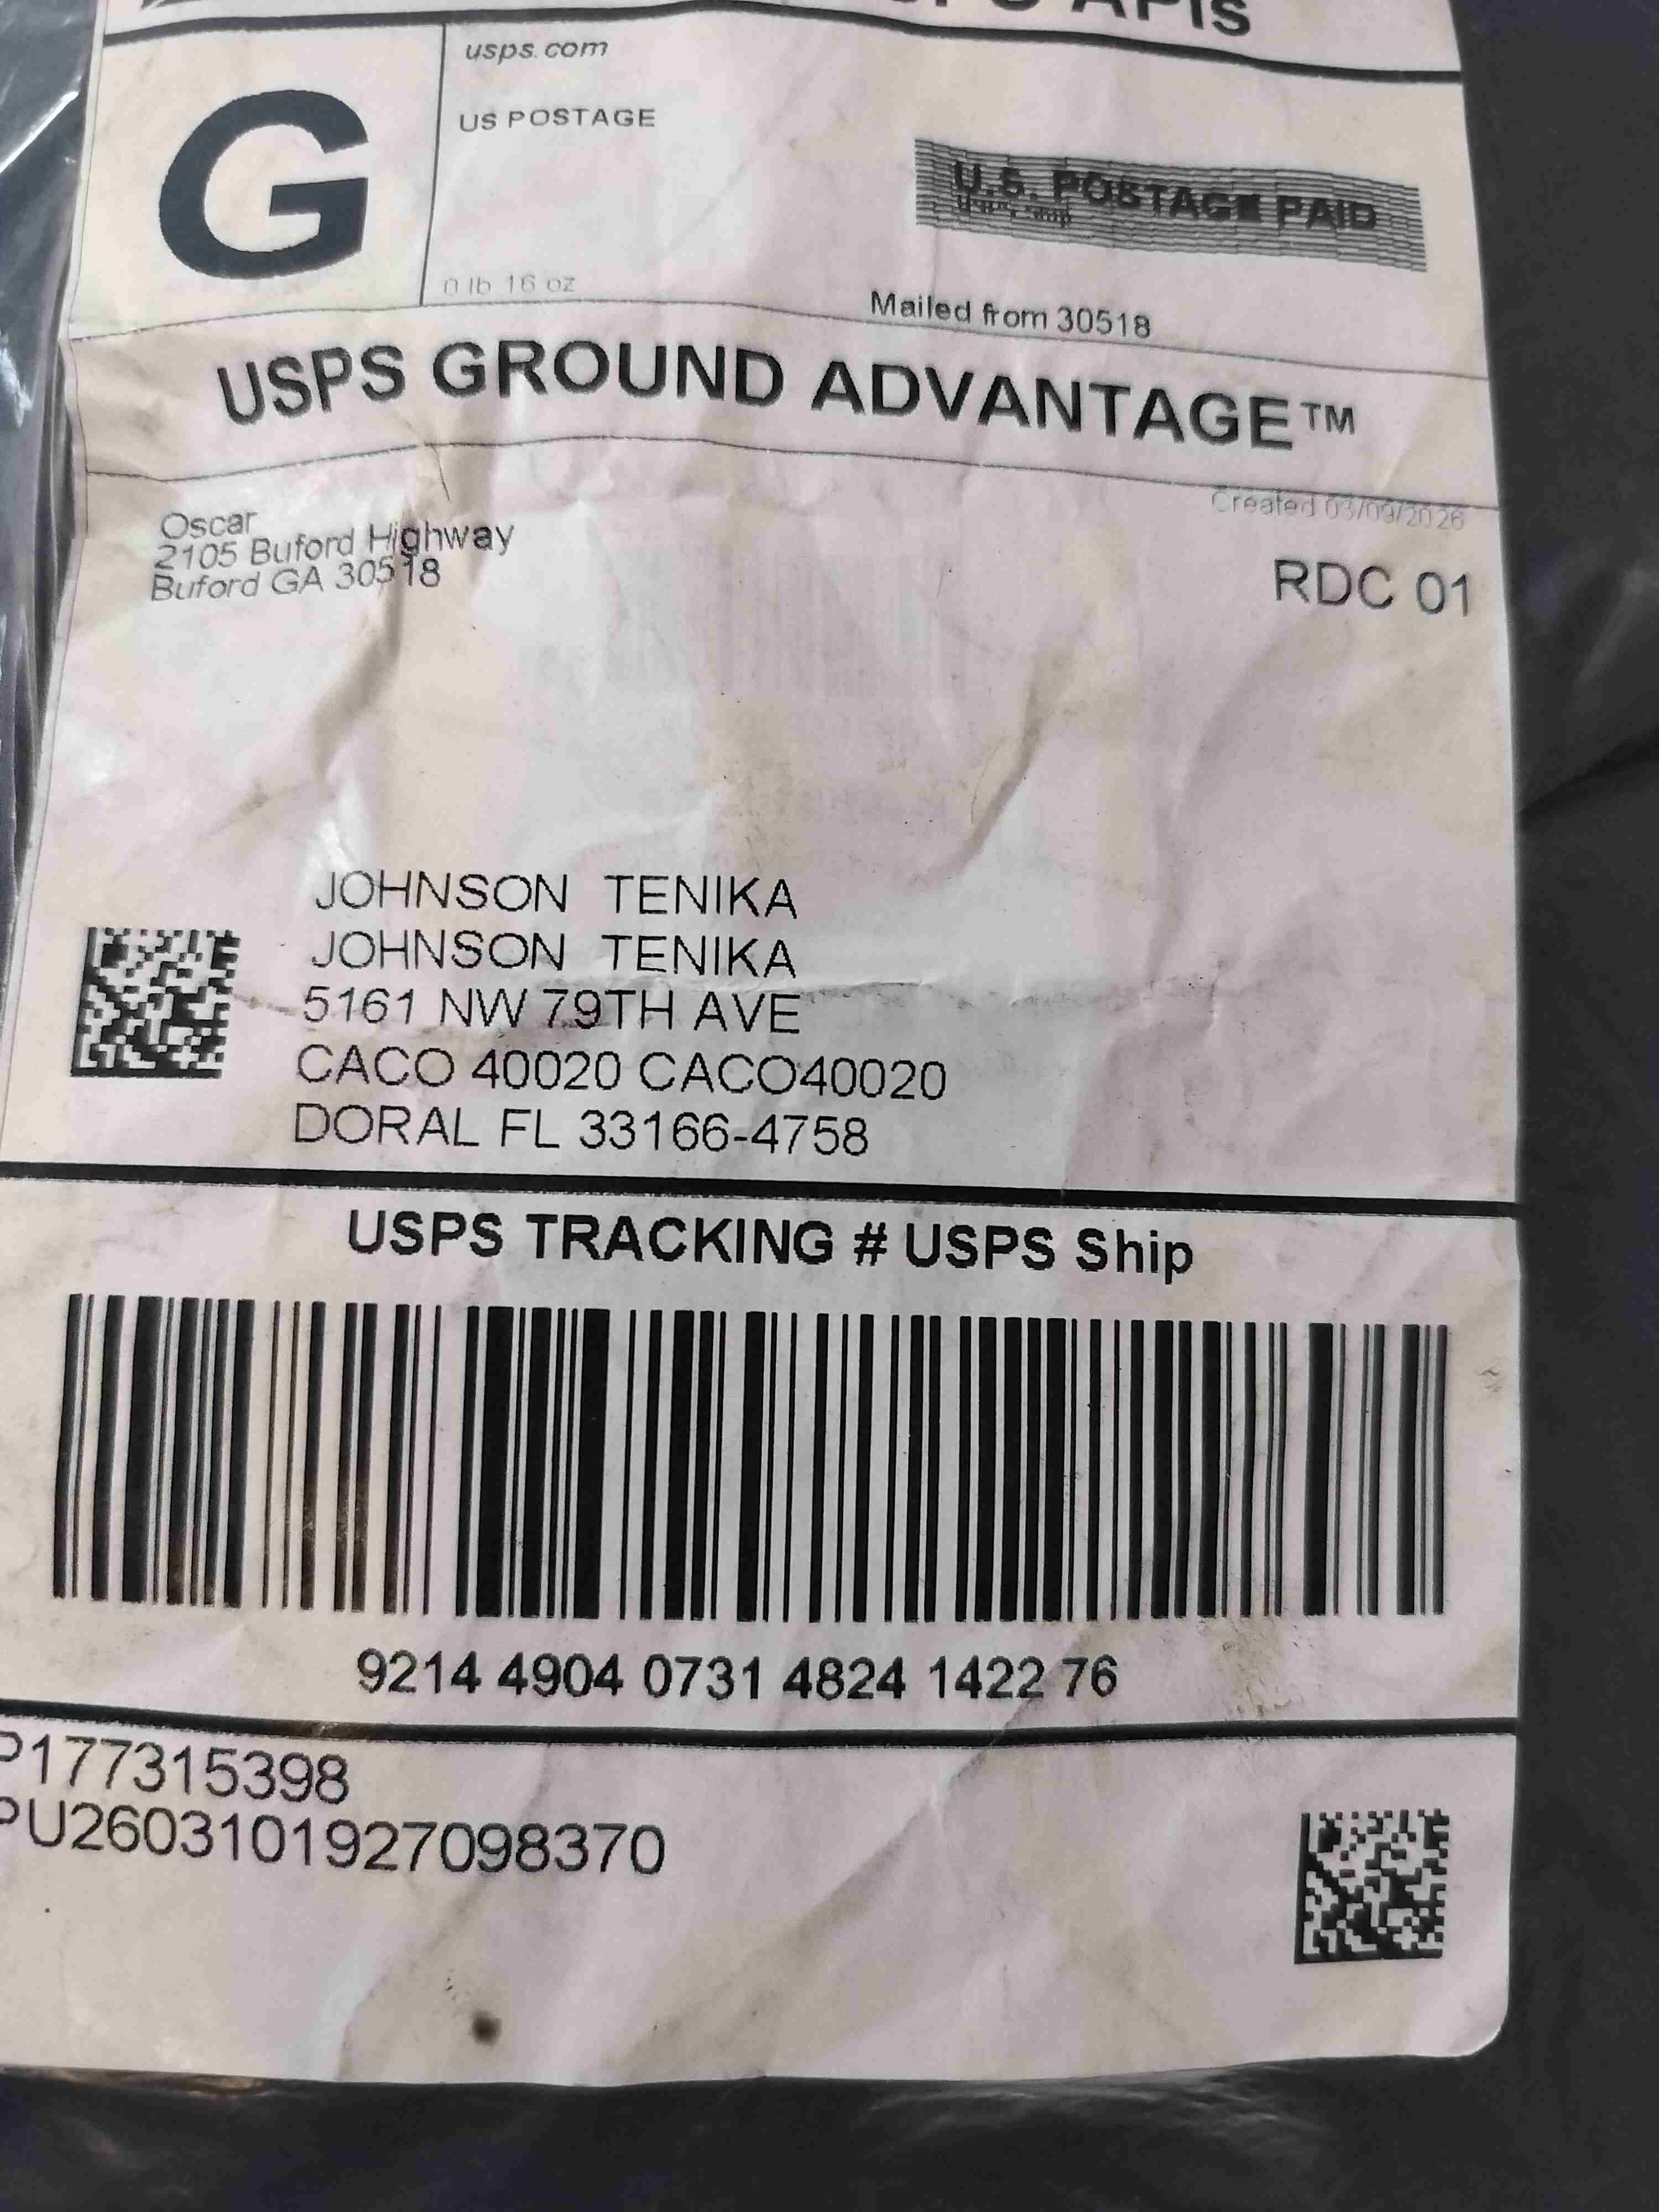 APIs
usps.com
US POSTAGE
U.S. POSTAGE PAID
USPS Ship
0 lb 16 oz
Mailed from 30518
G
USPS GROUND ADVANTAGE™
Created 03/09/2026
Oscar
2105 Buford Highway
Buford GA 30518
RDC 01
JOHNSON TENIKA
JOHNSON TENIKA
5161 NW 79TH AVE
CACO 40020 CACO40020
DORAL FL 33166-4758
USPS TRACKING # USPS Ship
9214 4904 0731 4824 1422 76
P177315398
PU2603101927098370